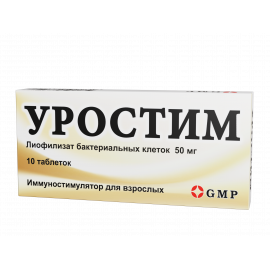 УРОСТИМ
Лиофилизат бактериальных клеток 50 мг
10 таблеток
Иммуностимулятор для взрослых
GMP